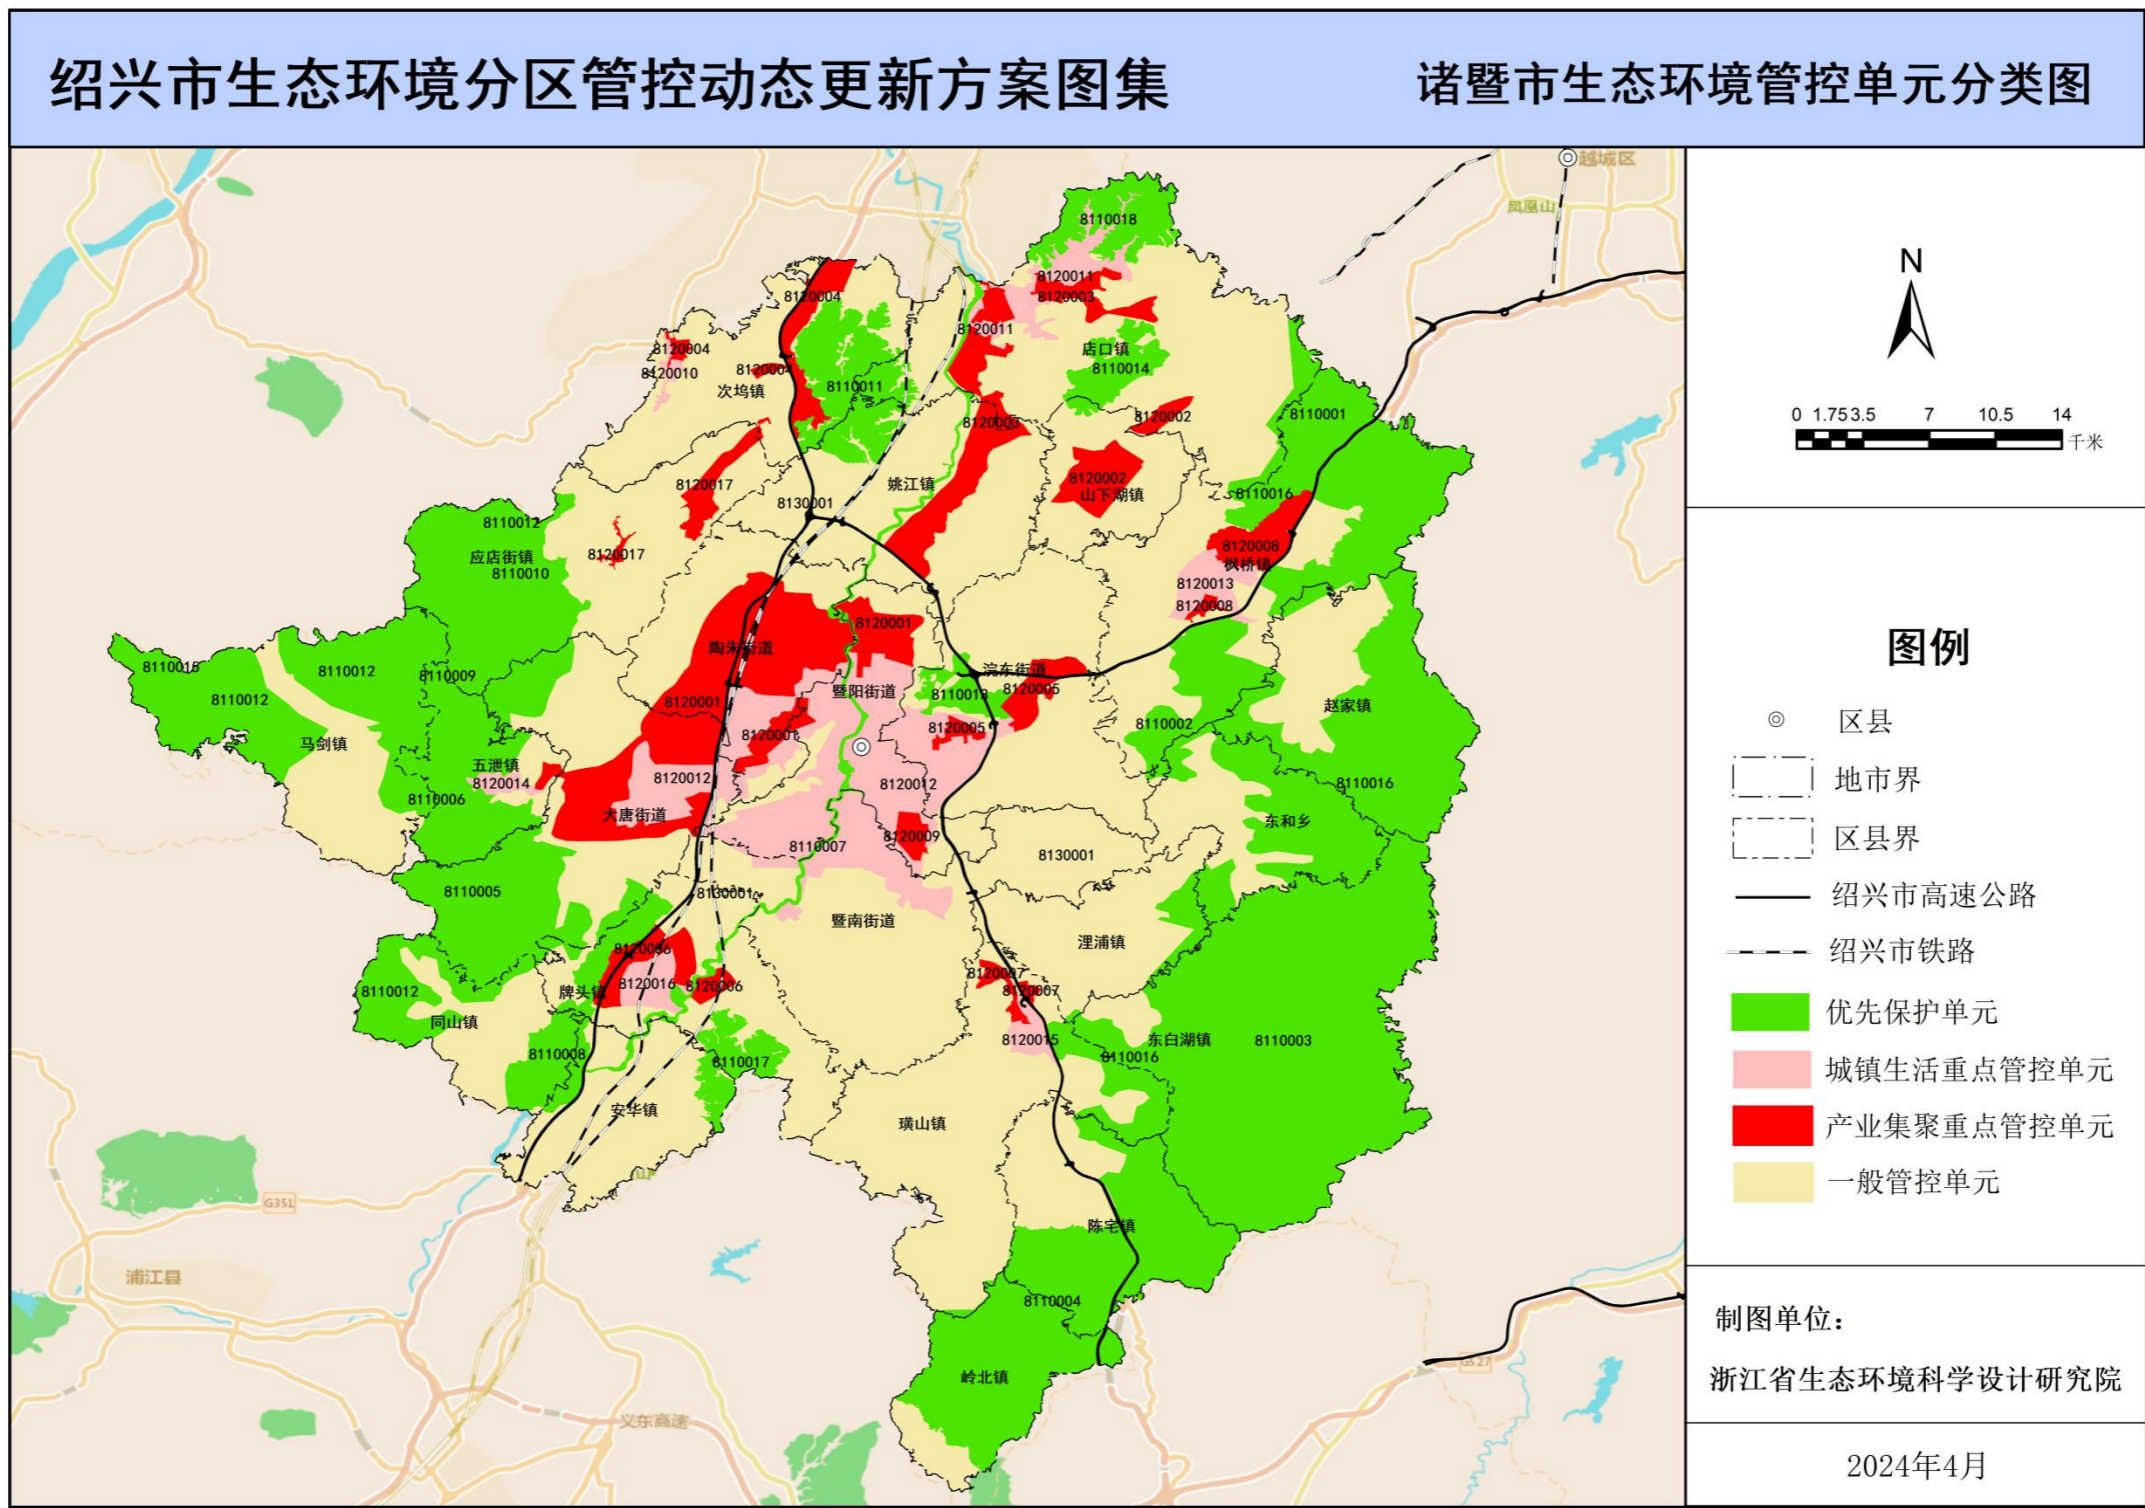 绍兴市生态环境分区管控动态更新方案图集
诸暨市生态环境管控单元分类图
越城区
凤凰山
8110018
8120011
8120003
8120004
8120011
8120004
8120010
8120004
次坞镇
8110011
店口镇
8110014
8120003
8120002
8110001
8120017
姚江镇
8120002
山下湖镇
8110016
8130001
8110012
应店街镇
8110010
8120017
8120008
枫桥镇
8120013
8120008
8120001
陶朱街道
8110015
8110012
8110009
8110012
浣东街道
8120005
暨阳街道
8110013
8120001
赵家镇
8110002
8120005
8120001
马剑镇
五泄镇
8120014
8120012
8120012
8110016
8110006
大唐街道
东和乡
8120009
8110007
8130001
8110005
8130001
暨南街道
浬浦镇
8120006
8120016
8120006
8120007
8120007
牌头镇
8110012
同山镇
8120015
东白湖镇
8110003
8110008
8110017
8110016
安华镇
璜山镇
陈宅镇
8110004
岭北镇
G35L
浦江县
义东高速
G527
N
0 1.75 3.5 7 10.5 14
千米
图例
区县
地市界
区县界
绍兴市高速公路
绍兴市铁路
优先保护单元
城镇生活重点管控单元
产业集聚重点管控单元
一般管控单元
制图单位：
浙江省生态环境科学设计研究院
2024年4月